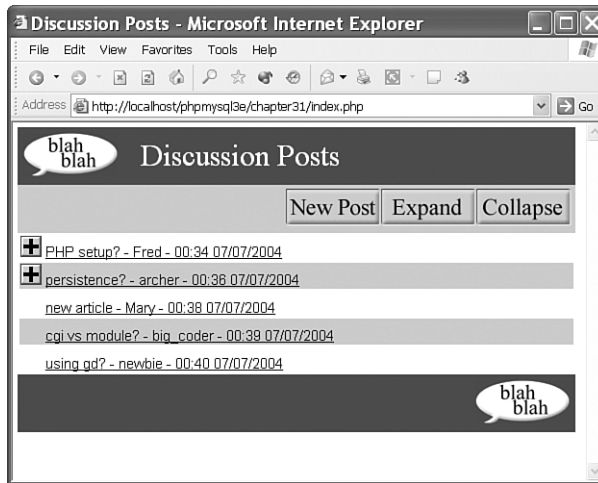 Discussion Posts - Microsoft Internet Explorer
File Edit View Favorites Tools Help
Address http://localhost/phpmysql3e/chapter31/index.php Go
blah
blah
Discussion Posts
New Post Expand Collapse
PHP setup? - Fred - 00:34 07/07/2004
persistence? - archer - 00:36 07/07/2004
new article - Mary - 00:38 07/07/2004
cgi vs module? - big_coder - 00:39 07/07/2004
using gd? - newbie - 00:40 07/07/2004
blah
blah